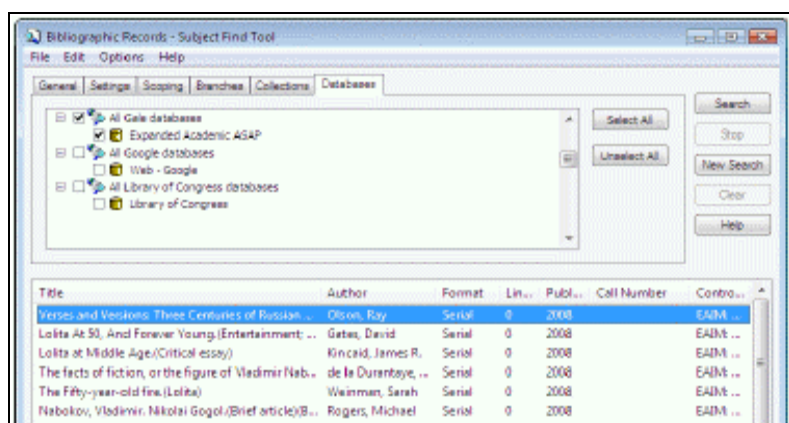 Bibliographic Records - Subject Find Tool
File Edit Options Help
General Settings Scoping Branches Collections Databases
All Gale databases
Expanded Academic ASAP
All Google databases
Web - Google
All Library of Congress databases
Library of Congress
Select All
Unselect All
Search
Stop
New Search
Clear
Help
Title Author Format Lin... Publ... Call Number Contro...
Verses and Versions: Three Centuries of Russian ... Olson, Ray Serial 0 2008 EAIM: ...
Lolita At 50, And Forever Young.(Entertainment; ... Gates, David Serial 0 2008 EAIM: ...
Lolita at Middle Age.(Critical essay) Kincaid, James R. Serial 0 2008 EAIM: ...
The facts of fiction, or the figure of Vladimir Nab... de la Durantaye, ... Serial 0 2008 EAIM: ...
The Fifty-year-old fire.(Lolita) Weinman, Sarah Serial 0 2008 EAIM: ...
Nabokov, Vladimir. Nikolai Gogol.(Brief article)(B... Rogers, Michael Serial 0 2008 EAIM: ...